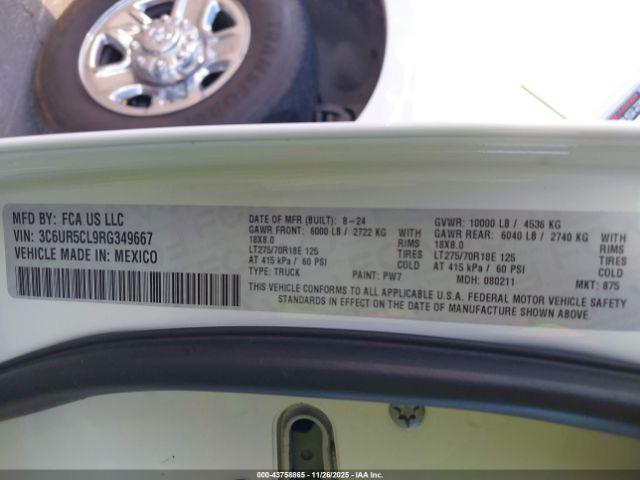 MFD BY: FCA US LLC
VIN: 3C6UR5CL9RG349667
VEHICLE MADE IN: MEXICO
DATE OF MFR (BUILT): 8-24
GAWR FRONT: 6000 LB / 2722 KG WITH
18X8.0 RIMS
LT275/70R18E 125 TIRES
AT 415 kPa / 60 PSI COLD
TYPE: TRUCK PAINT: PW7
GVWR: 10000 LB / 4536 KG
GAWR REAR: 6040 LB / 2740 KG WITH
18X8.0 RIMS
LT275/70R18E 125 TIRES
AT 415 kPa / 60 PSI COLD
MDH: 080211 MKT: 875
THIS VEHICLE CONFORMS TO ALL APPLICABLE U.S.A. FEDERAL MOTOR VEHICLE SAFETY
STANDARDS IN EFFECT ON THE DATE OF MANUFACTURE SHOWN ABOVE.
000-43758865 - 11/26/2025 - IAAI.com